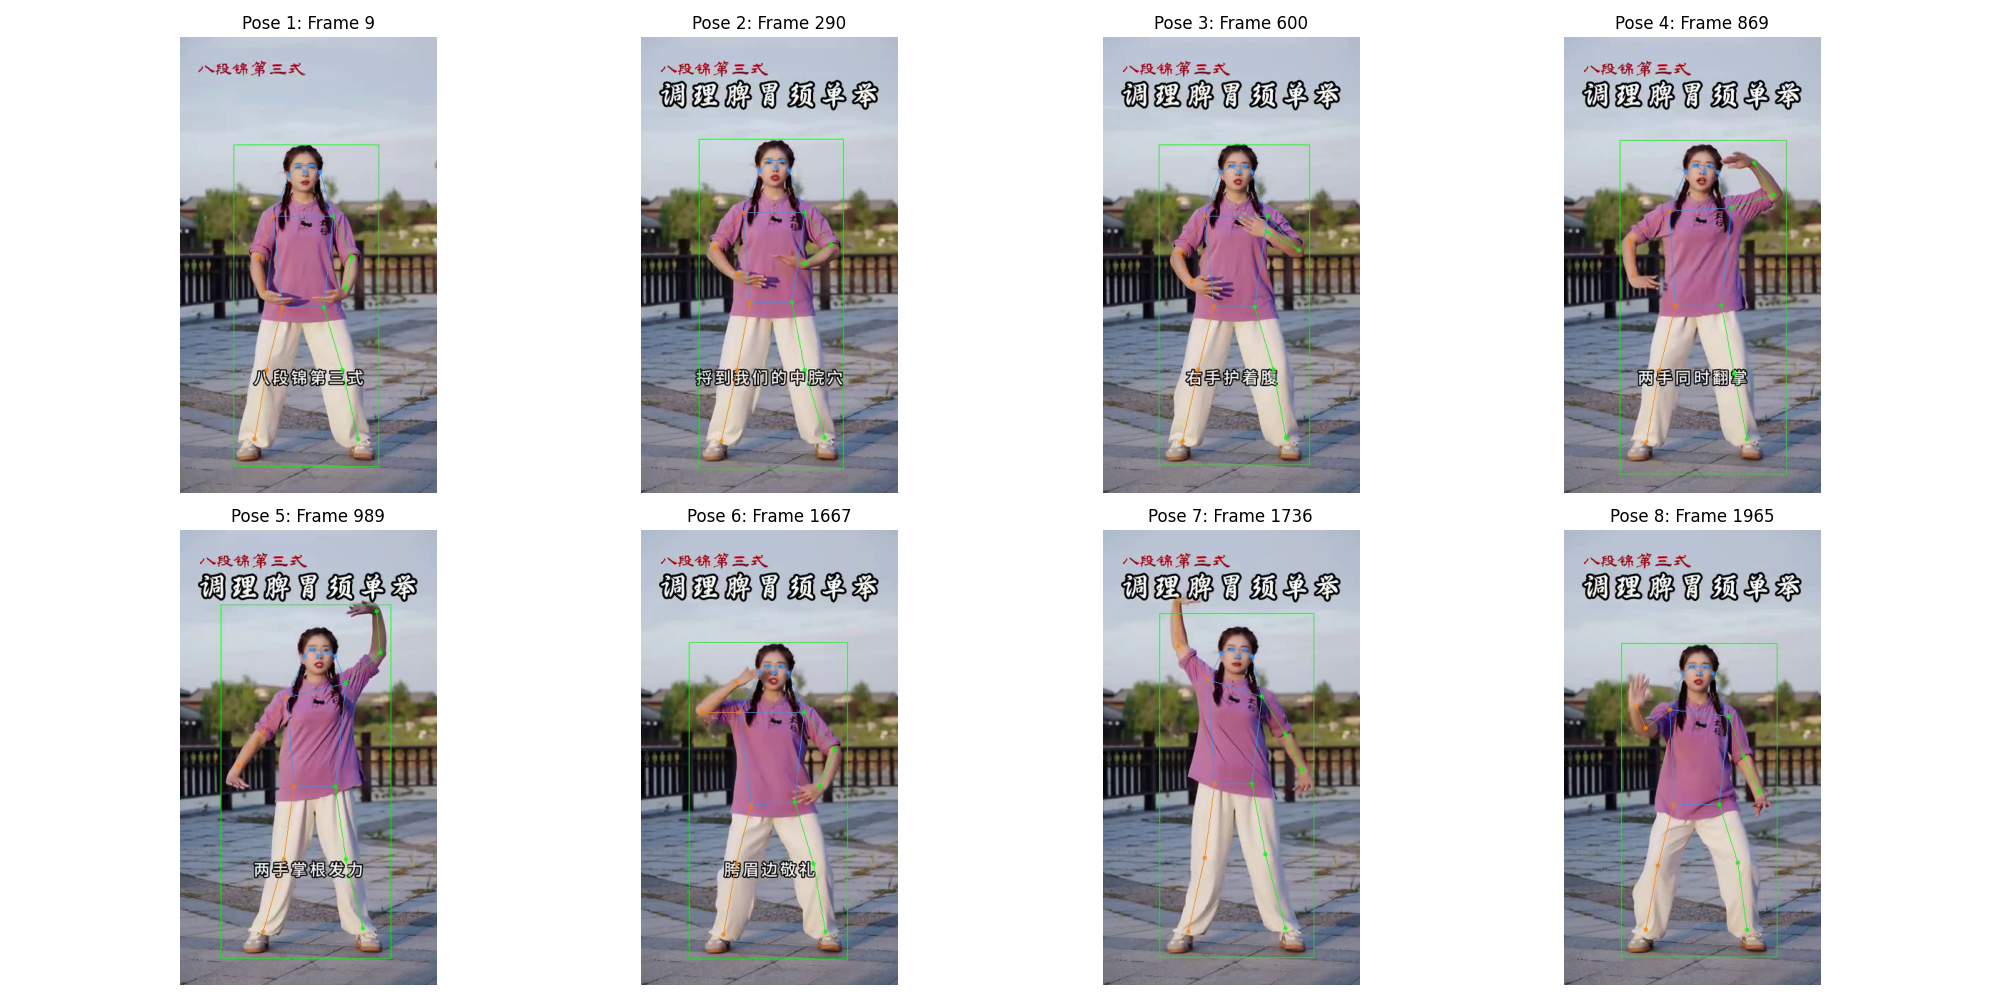 Pose 1: Frame 9
八段锦第三式
八段锦第三式
Pose 2: Frame 290
八段锦第三式
调理脾胃须单举
捋到我们的中脘穴
Pose 3: Frame 600
八段锦第三式
调理脾胃须单举
右手护着腹
Pose 4: Frame 869
八段锦第三式
调理脾胃须单举
两手同时翻掌
Pose 5: Frame 989
八段锦第三式
调理脾胃须单举
两手掌根发力
Pose 6: Frame 1667
八段锦第三式
调理脾胃须单举
胯眉边敬礼
Pose 7: Frame 1736
八段锦第三式
调理脾胃须单举
Pose 8: Frame 1965
八段锦第三式
调理脾胃须单举